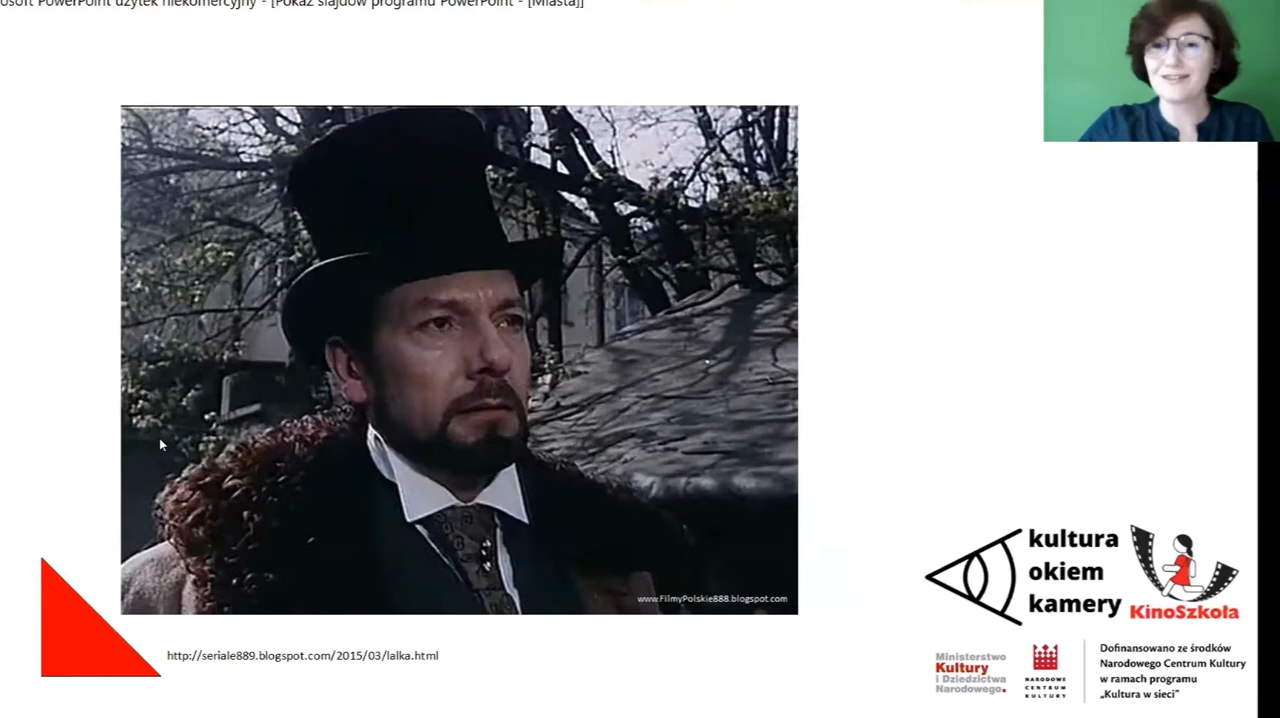 osoft PowerPoint użytek niekomercyjny - [Pokaz slajdów programu PowerPoint - [Miasta]]
www.FilmyPolskie888.blogspot.com
http://seriale889.blogspot.com/2015/03/lalka.html
kultura
okiem
kamery
KinoSzkoła
Ministerstwo
Kultury
i Dziedzictwa
Narodowego.
NARODOWE
CENTRUM
KULTURY
Dofinansowano ze środków
Narodowego Centrum Kultury
w ramach programu
„Kultura w sieci”